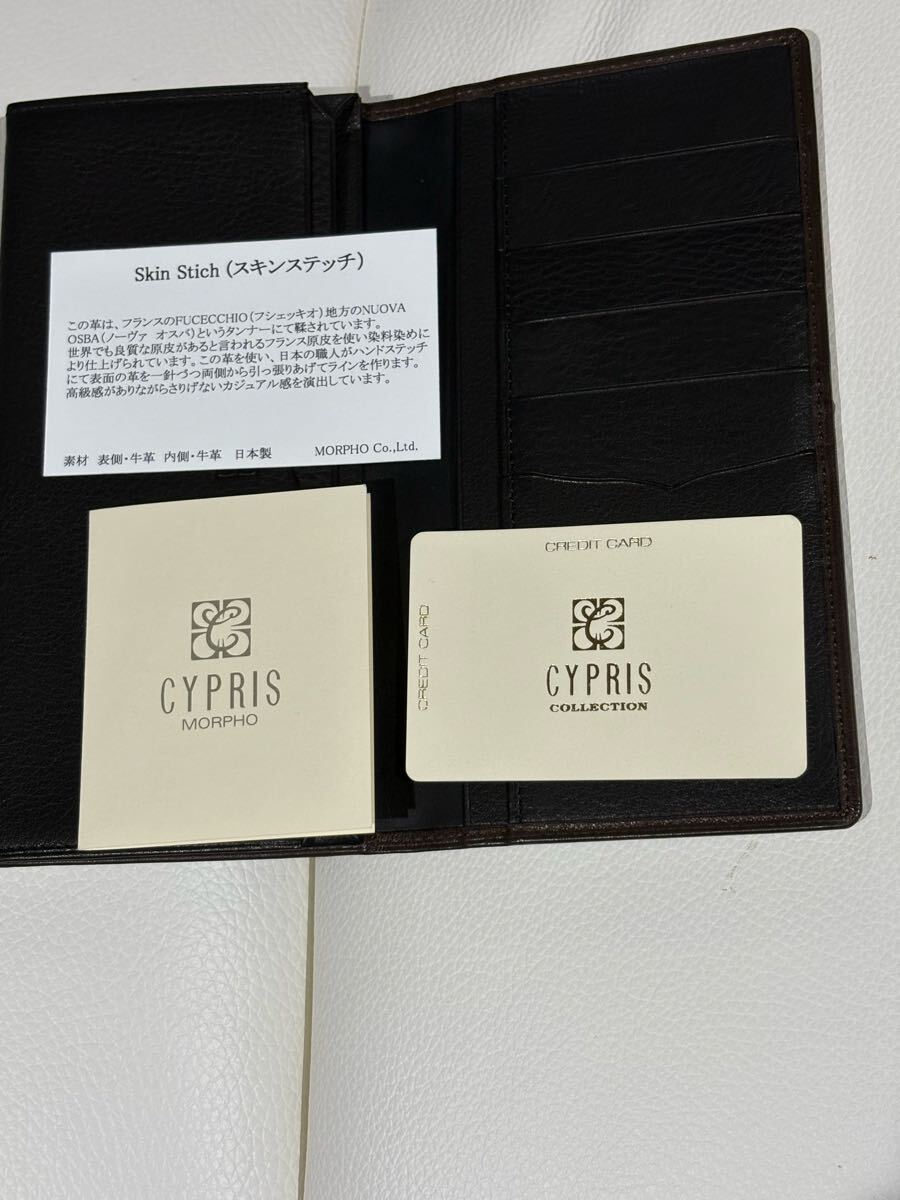 Skin Stich (スキンステッチ)
この革は、フランスのFUCECCHIO(フシェッキオ)地方のNUOVA
OSBA(ノーヴァ オスバ)というタンナーにて鞣されています。
世界でも良質な原皮があると言われるフランス原皮を使い染料染めに
より仕上げられています。この革を使い、日本の職人がハンドステッチ
にて表面の革を一針づつ両側から引っ張りあげてラインを作ります。
高級感がありながらさりげないカジュアル感を演出しています。
素材 表側・牛革 内側・牛革 日本製 MORPHO Co.,Ltd.
CYPRIS
MORPHO
CREDIT CARD
CREDIT CARD
CYPRIS
COLLECTION